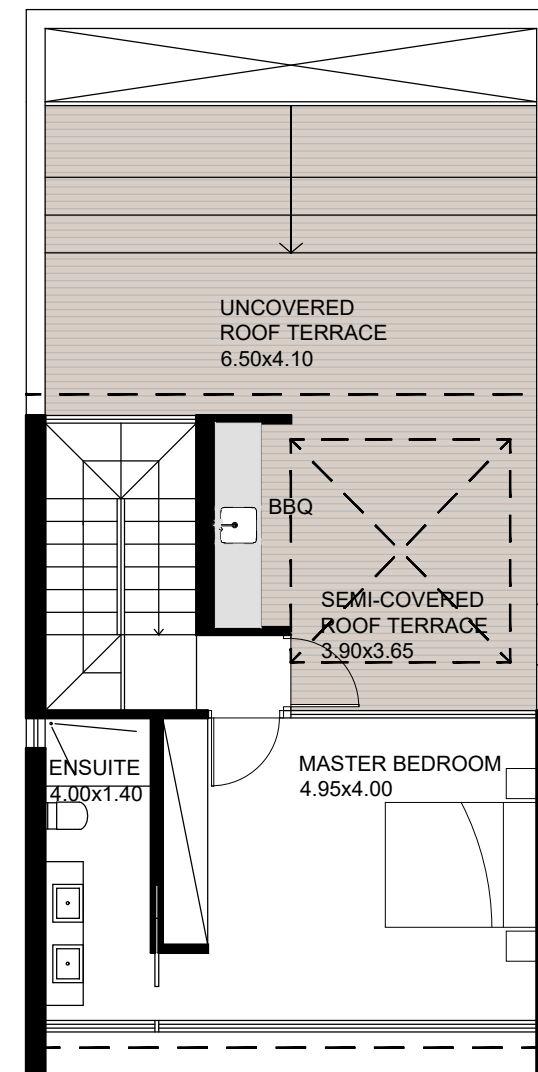 UNCOVERED
ROOF TERRACE
6.50x4.10
BBQ
SEMI-COVERED
ROOF TERRACE
3.90x3.65
ENSUITE
4.00x1.40
MASTER BEDROOM
4.95x4.00